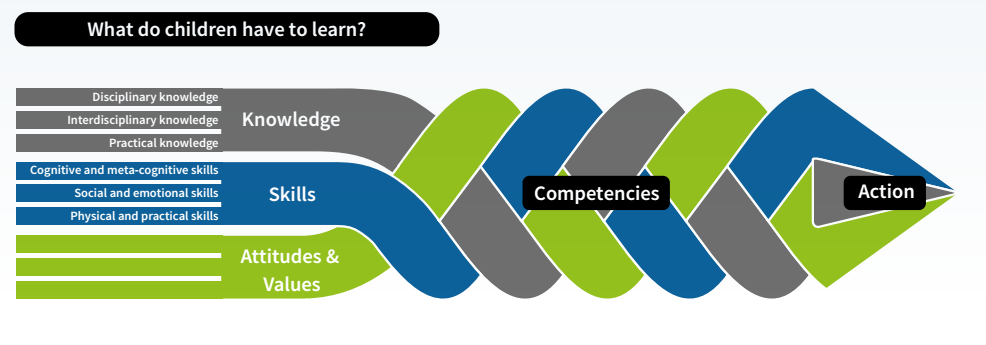 What do children have to learn?
Disciplinary knowledge
Interdisciplinary knowledge
Practical knowledge
Knowledge
Cognitive and meta-cognitive skills
Social and emotional skills
Physical and practical skills
Skills
Attitudes &
Values
Competencies
Action